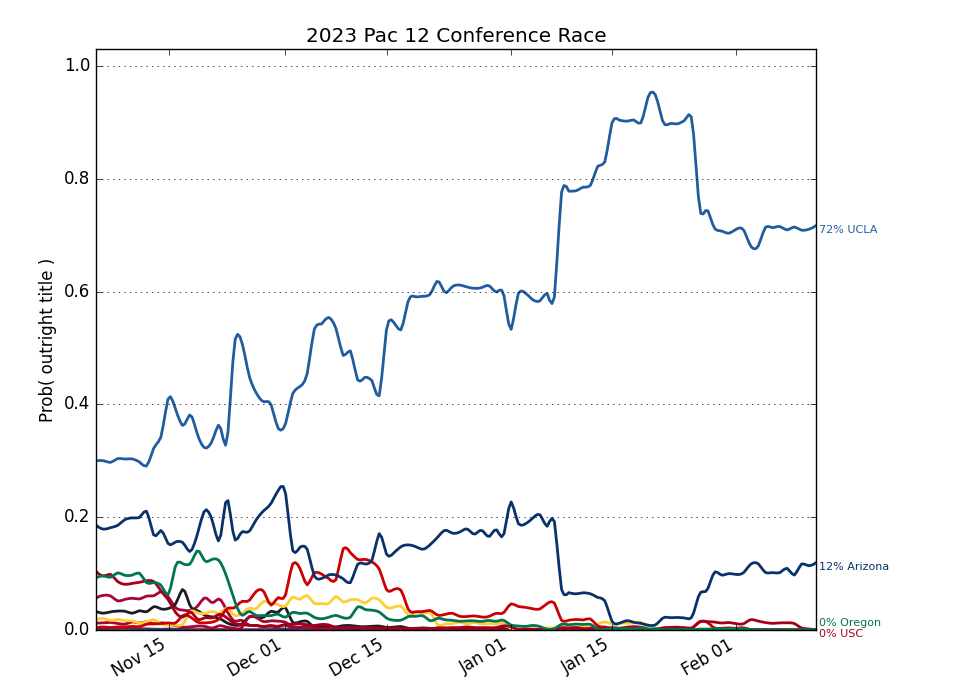 2023 Pac 12 Conference Race
Prob( outright title )
1.0
0.8
0.6
0.4
0.2
0.0
72% UCLA
12% Arizona
0% Oregon
0% USC
Nov 15
Dec 01
Dec 15
Jan 01
Jan 15
Feb 01